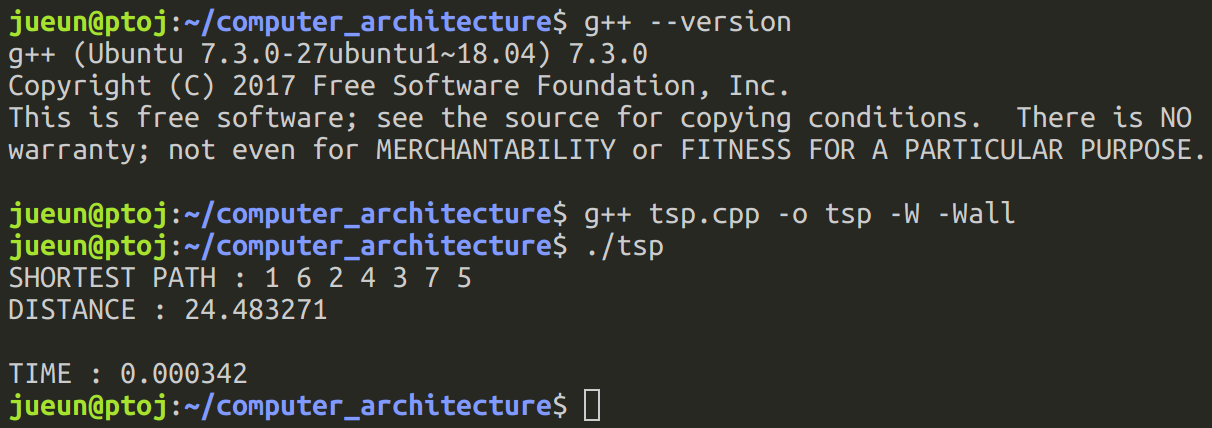 jueun@ptoj:~/computer_architecture$ g++ --version
g++ (Ubuntu 7.3.0-27ubuntu1~18.04) 7.3.0
Copyright (C) 2017 Free Software Foundation, Inc.
This is free software; see the source for copying conditions.  There is NO
warranty; not even for MERCHANTABILITY or FITNESS FOR A PARTICULAR PURPOSE.
jueun@ptoj:~/computer_architecture$ g++ tsp.cpp -o tsp -W -Wall
jueun@ptoj:~/computer_architecture$ ./tsp
SHORTEST PATH : 1 6 2 4 3 7 5
DISTANCE : 24.483271
TIME : 0.000342
jueun@ptoj:~/computer_architecture$